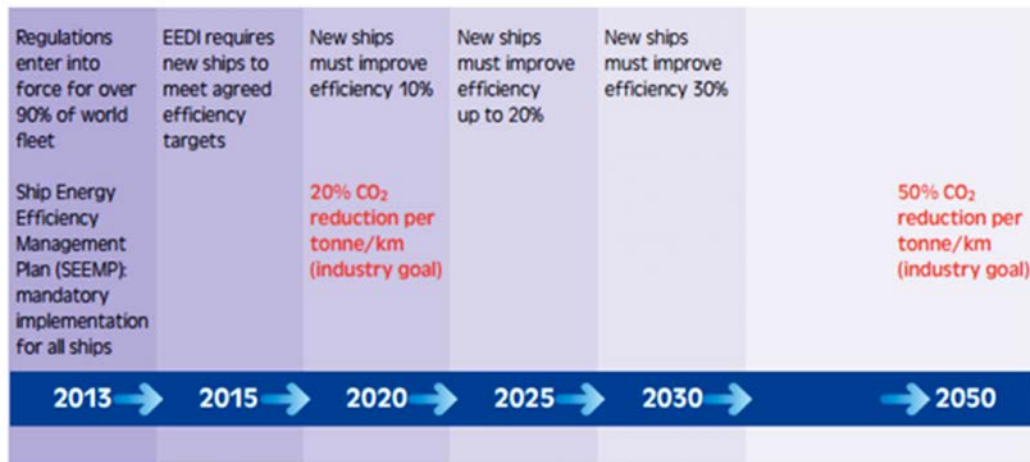 Regulations
enter into
force for over
90% of world
fleet
Ship Energy
Efficiency
Management
Plan (SEEMP):
mandatory
implementation
for all ships
EEDI requires
new ships to
meet agreed
efficiency
targets
New ships
must improve
efficiency 10%
20% CO₂
reduction per
tonne/km
(industry goal)
New ships
must improve
efficiency
up to 20%
New ships
must improve
efficiency 30%
50% CO₂
reduction per
tonne/km
(industry goal)
2013 2015 2020 2025 2030 2050